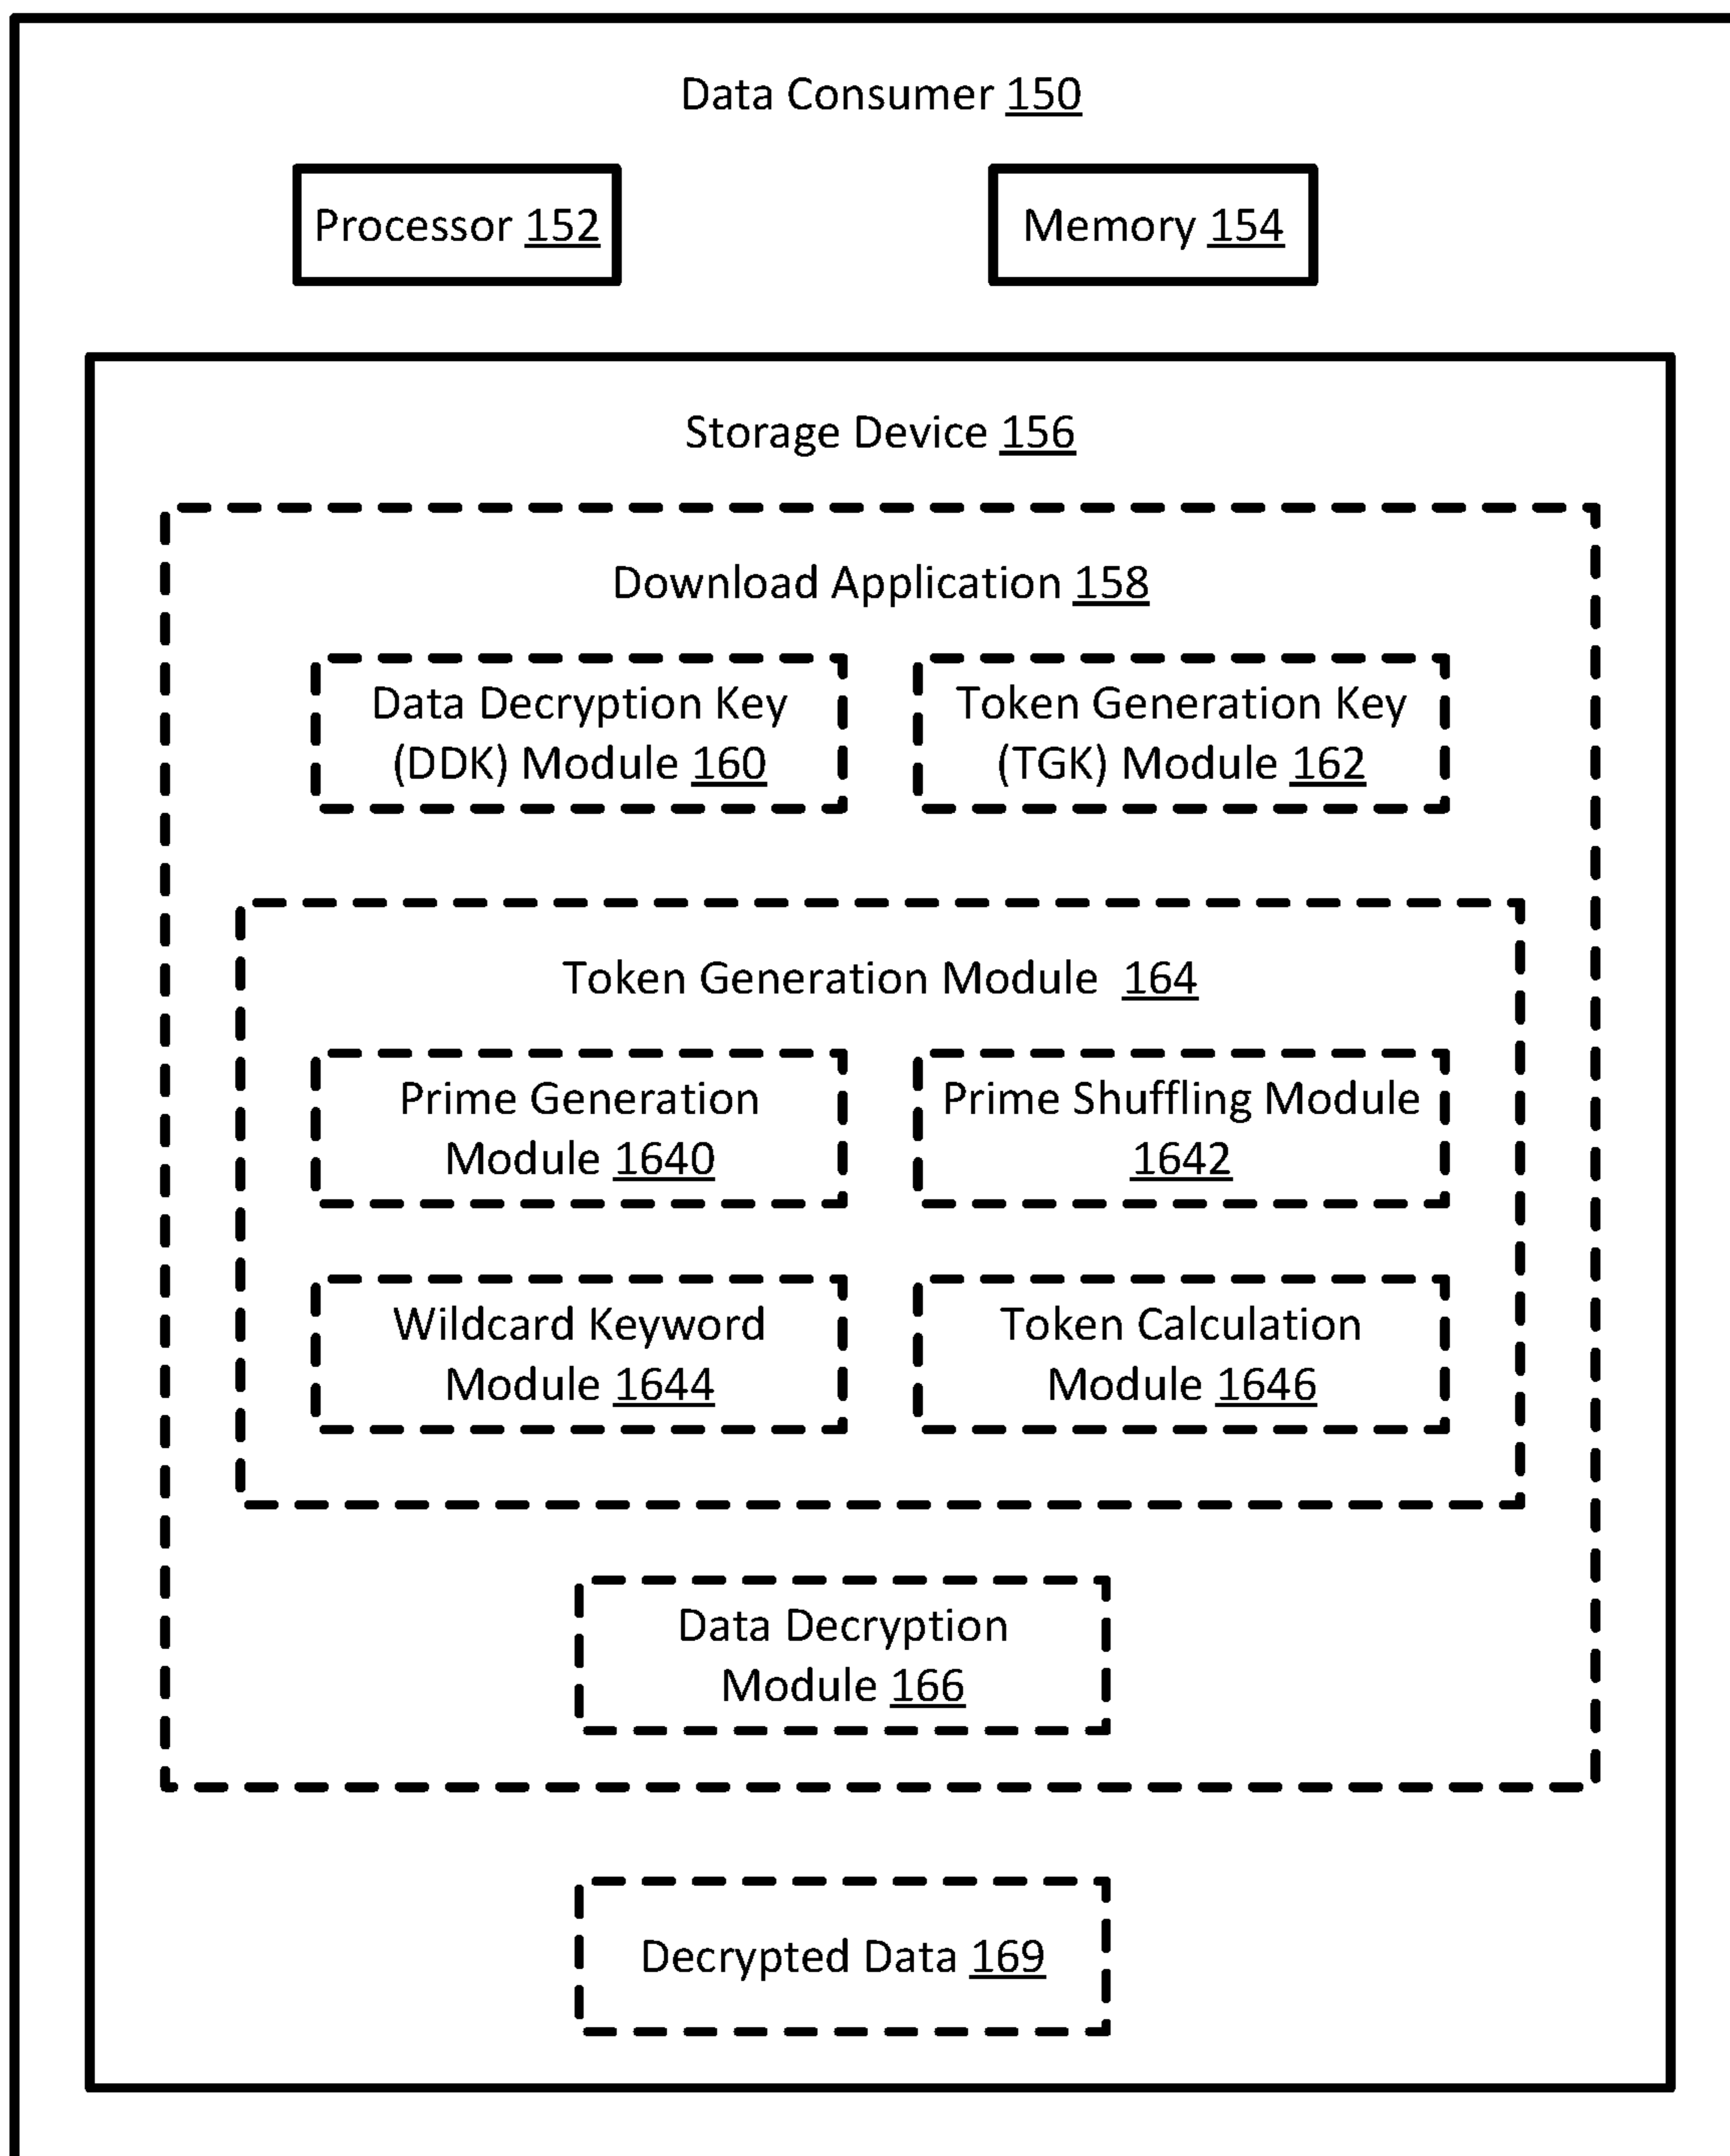 Data Consumer 150
Processor 152
Memory 154
Storage Device 156
Download Application 158
Data Decryption Key
(DDK) Module 160
Token Generation Key
(TGK) Module 162
Token Generation Module 164
Prime Generation
Module 1640
Prime Shuffling Module
1642
Wildcard Keyword
Module 1644
Token Calculation
Module 1646
Data Decryption
Module 166
Decrypted Data 169